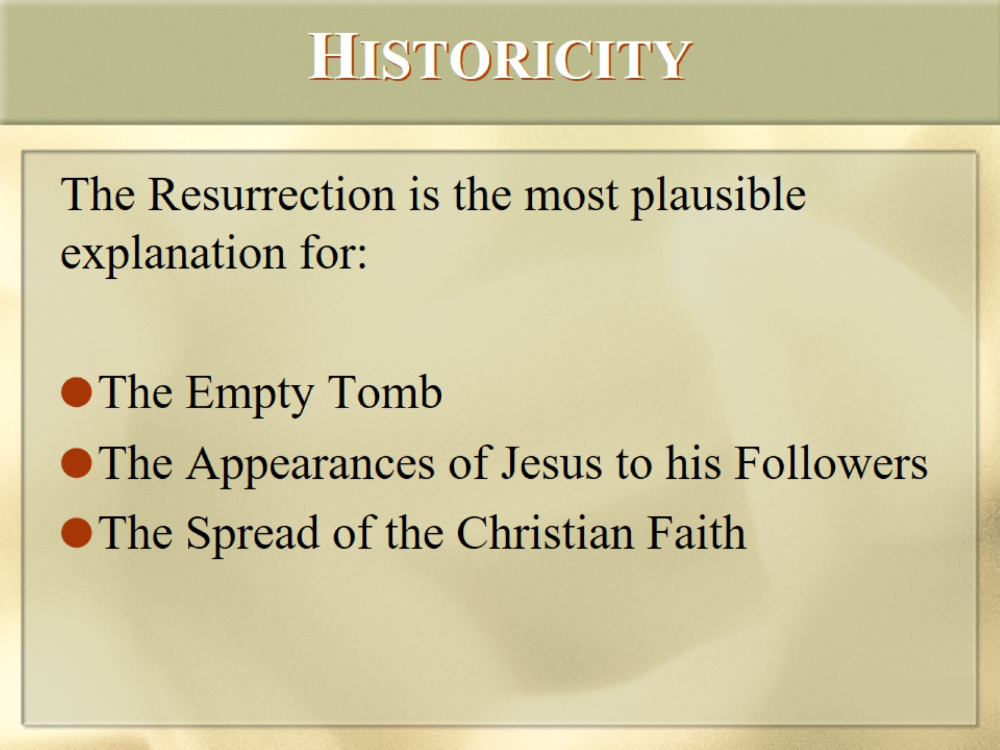 HISTORICITY
The Resurrection is the most plausible
explanation for:
The Empty Tomb
The Appearances of Jesus to his Followers
The Spread of the Christian Faith